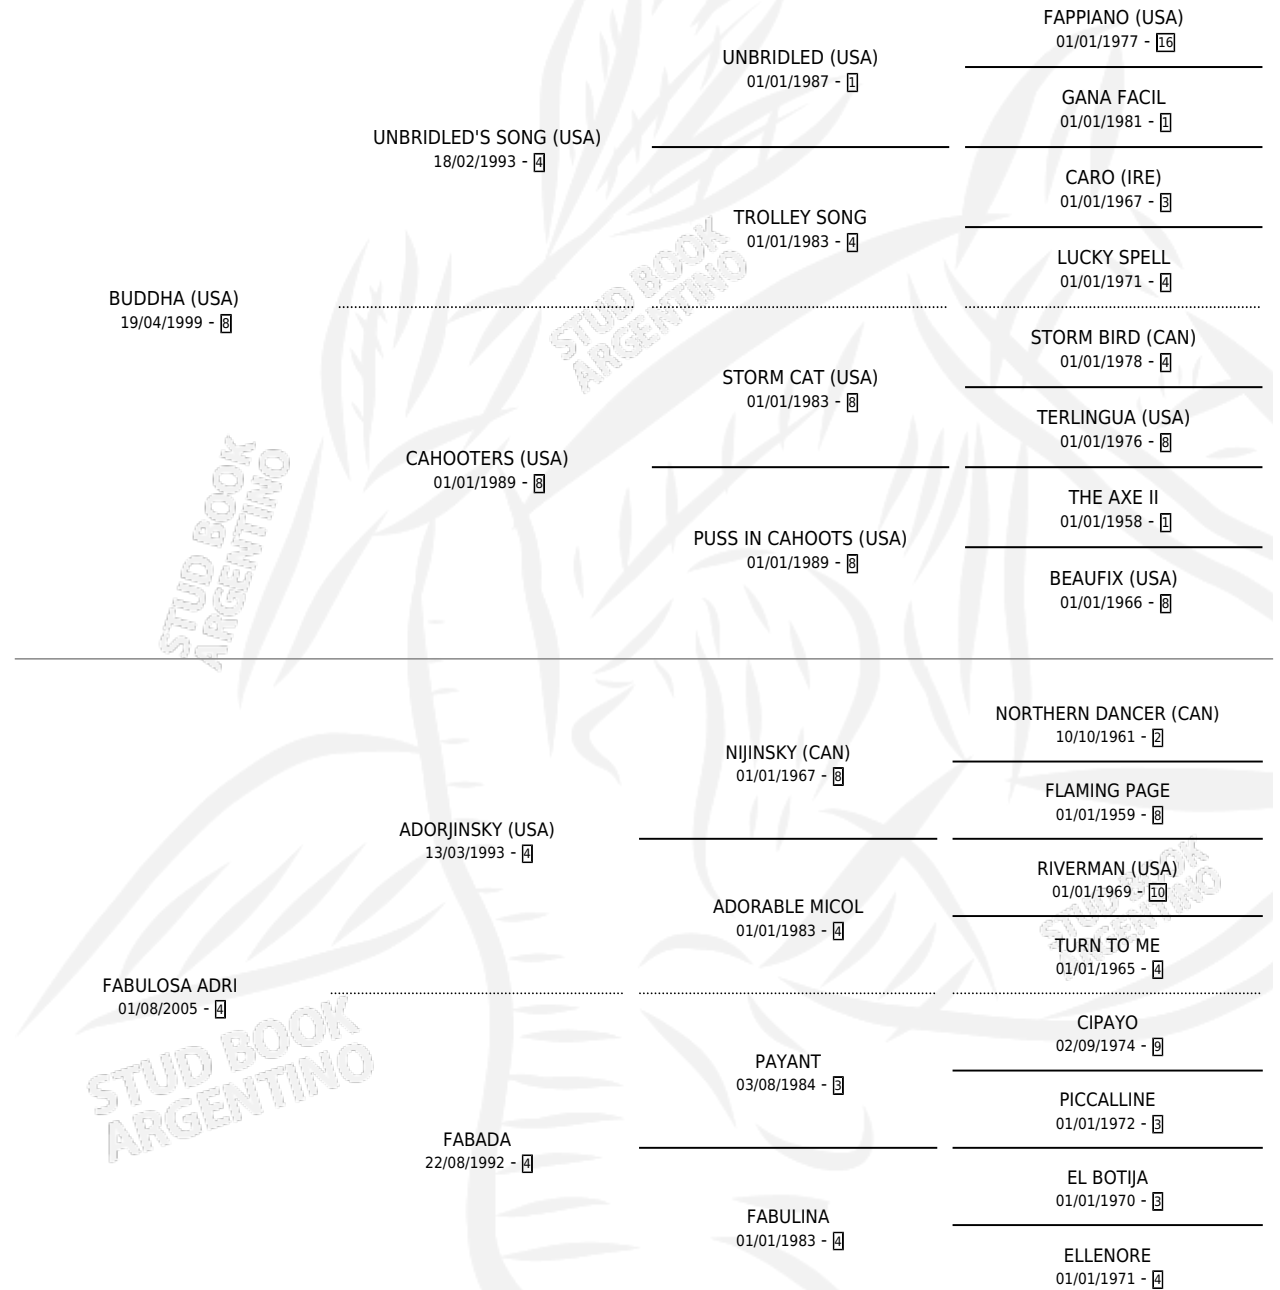 FAPPIANO (USA)
01/01/1977 - 16
UNBRIDLED (USA)
01/01/1987 - 1
GANA FACIL
01/01/1981 - 1
UNBRIDLED'S SONG (USA)
18/02/1993 - 4
CARO (IRE)
01/01/1967 - 3
TROLLEY SONG
01/01/1983 - 4
LUCKY SPELL
01/01/1971 - 4
BUDDHA (USA)
19/04/1999 - 8
STORM BIRD (CAN)
01/01/1978 - 4
STORM CAT (USA)
01/01/1983 - 8
TERLINGUA (USA)
01/01/1976 - 8
CAHOOTERS (USA)
01/01/1989 - 8
THE AXE II
01/01/1958 - 1
PUSS IN CAHOOTS (USA)
01/01/1989 - 8
BEAUFIX (USA)
01/01/1966 - 8
NORTHERN DANCER (CAN)
10/10/1961 - 2
NIJINSKY (CAN)
01/01/1967 - 8
FLAMING PAGE
01/01/1959 - 8
ADORJINSKY (USA)
13/03/1993 - 4
RIVERMAN (USA)
01/01/1969 - 10
ADORABLE MICOL
01/01/1983 - 4
TURN TO ME
01/01/1965 - 4
FABULOSA ADRI
01/08/2005 - 4
CIPAYO
02/09/1974 - 9
PAYANT
03/08/1984 - 3
PICCALLINE
01/01/1972 - 3
FABADA
22/08/1992 - 4
EL BOTIJA
01/01/1970 - 3
FABULINA
01/01/1983 - 4
ELLENORE
01/01/1971 - 4
STUD BOOK
ARGENTINO
STUD BOOK
ARGENTINO
STUD BOOK
ARGENTINO
STUD BOOK
ARGENTINO